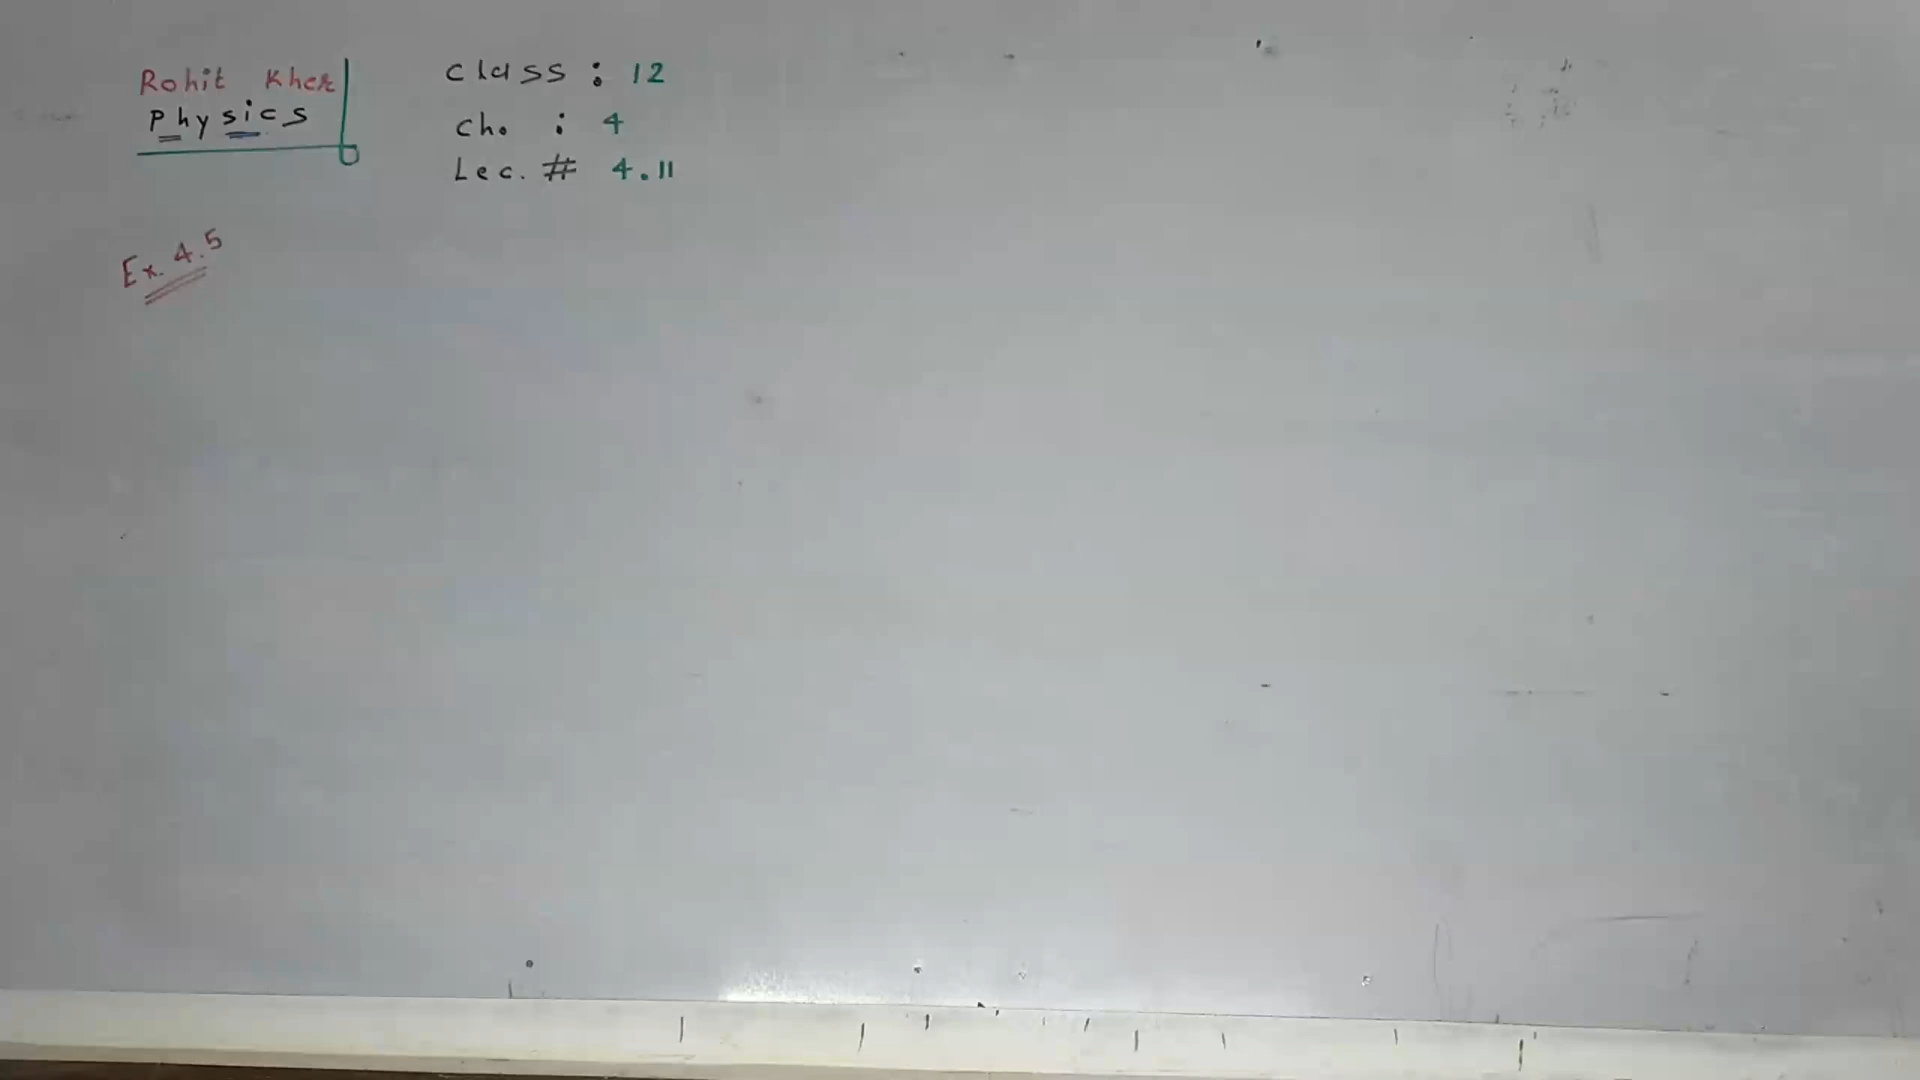 Rohit Kher
Physics
Class : 12
Ch. : 4
Lec. # 4.11
Ex. 4.5